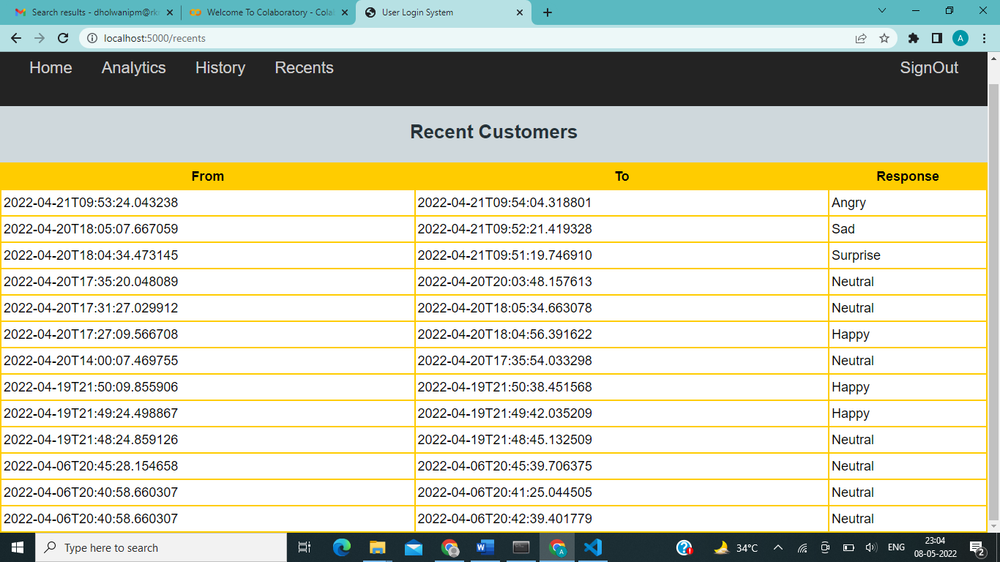 Search results - dholwanipm@rk
Welcome To Colaboratory - Cola
User Login System
localhost:5000/recents
A
Home Analytics History Recents SignOut
Recent Customers
From To Response
2022-04-21T09:53:24.043238 2022-04-21T09:54:04.318801 Angry
2022-04-20T18:05:07.667059 2022-04-21T09:52:21.419328 Sad
2022-04-20T18:04:34.473145 2022-04-21T09:51:19.746910 Surprise
2022-04-20T17:35:20.048089 2022-04-20T20:03:48.157613 Neutral
2022-04-20T17:31:27.029912 2022-04-20T18:05:34.663078 Neutral
2022-04-20T17:27:09.566708 2022-04-20T18:04:56.391622 Happy
2022-04-20T14:00:07.469755 2022-04-20T17:35:54.033298 Neutral
2022-04-19T21:50:09.855906 2022-04-19T21:50:38.451568 Happy
2022-04-19T21:49:24.498867 2022-04-19T21:49:42.035209 Happy
2022-04-19T21:48:24.859126 2022-04-19T21:48:45.132509 Neutral
2022-04-06T20:45:28.154658 2022-04-06T20:45:39.706375 Neutral
2022-04-06T20:40:58.660307 2022-04-06T20:41:25.044505 Neutral
2022-04-06T20:40:58.660307 2022-04-06T20:42:39.401779 Neutral
Type here to search
34°C
ENG
23:04
08-05-2022
2